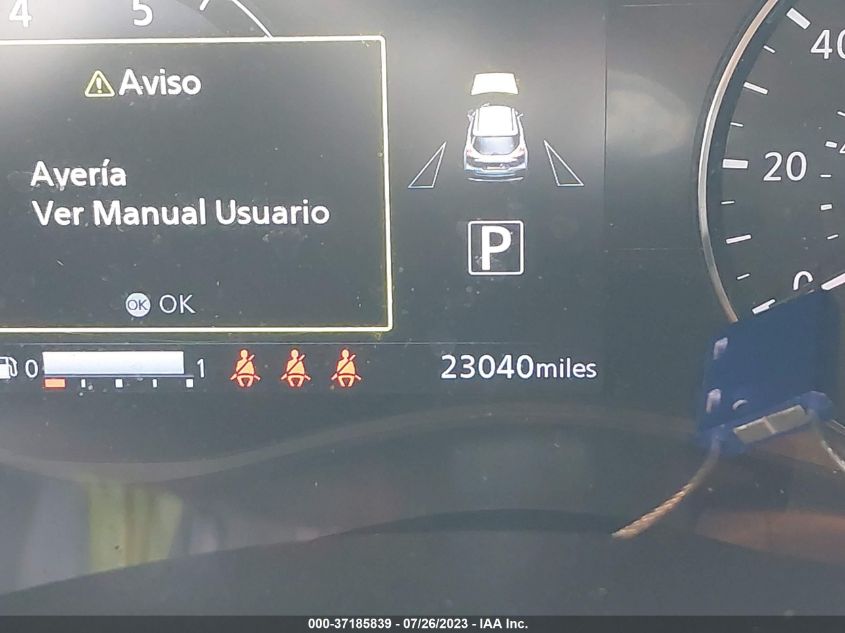 4 5
Aviso
Avería
Ver Manual Usuario
OK OK
P
0 1
23040miles
40
20
0
000-37185839 - 07/26/2023 - IAA Inc.